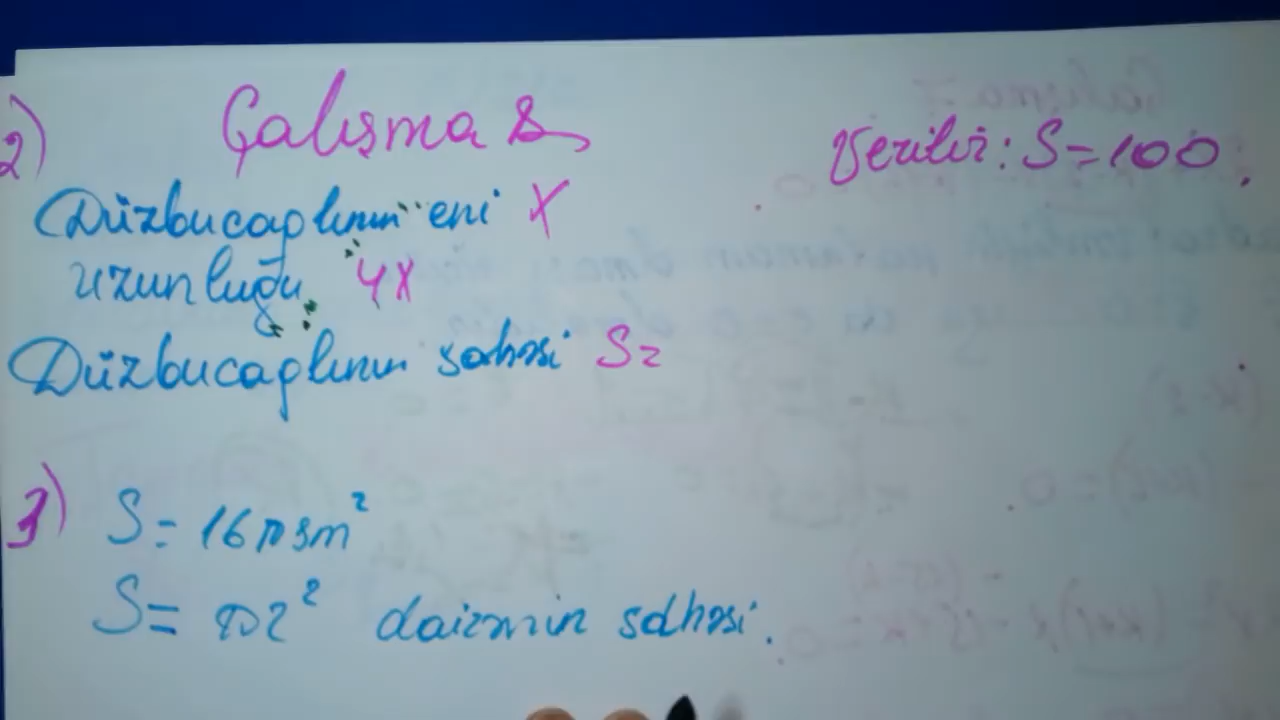 2) Çalışma 8
Verilir: S=100.
Düzbucaqlının eni X
uzunluğu 4X
Düzbucaqlının sahəsi S=
3) S=16πsm²
S=πr² dairənin sahəsi.